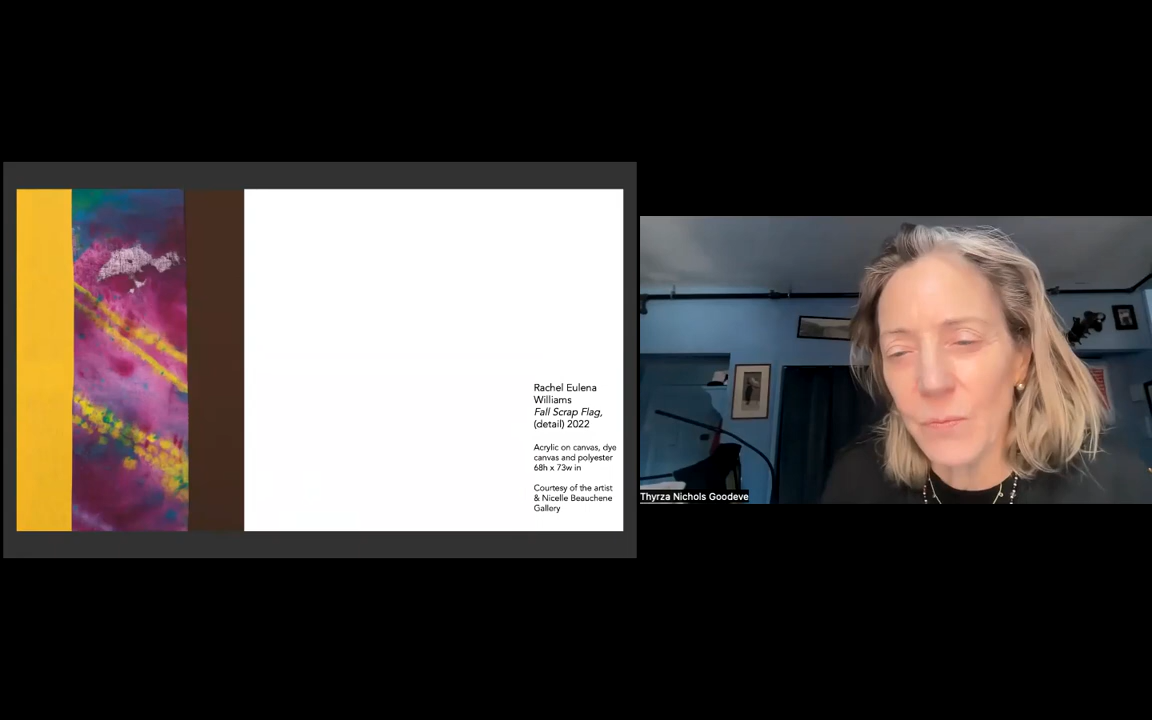 Rachel Eulena
Williams
Fall Scrap Flag,
(detail) 2022
Acrylic on canvas, dye
canvas and polyester
68h x 73w in
Courtesy of the artist
& Nicelle Beauchene
Gallery
Thyrza Nichols Goodeve